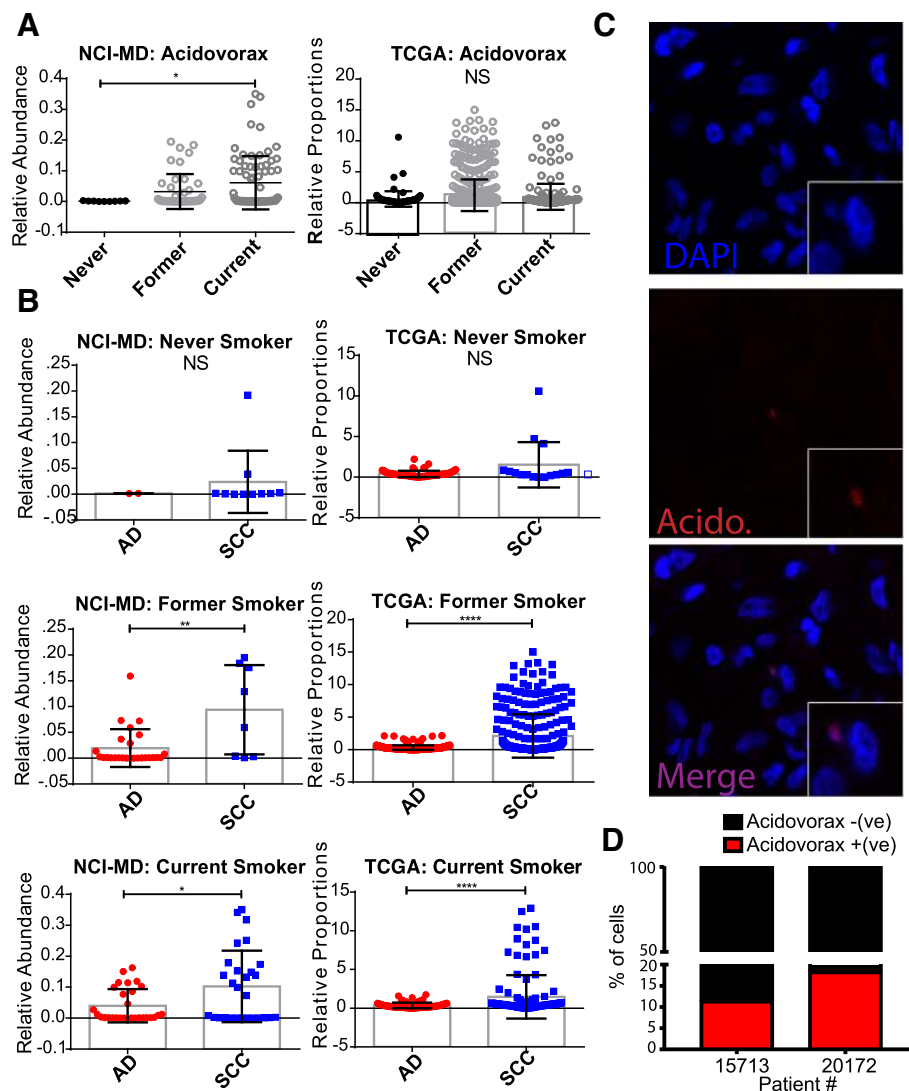 A
NCI-MD: Acidovorax
*
Relative Abundance
0.4
0.3
0.2
0.1
0.0
-0.1
Never
Former
Current
TCGA: Acidovorax
NS
Relative Proportions
20
15
10
5
0
-5
Never
Former
Current
B
NCI-MD: Never Smoker
NS
Relative Abundance
.25
.20
.15
.10
.05
.00
-.05
AD
SCC
TCGA: Never Smoker
NS
Relative Proportions
15
10
5
0
-5
AD
SCC
NCI-MD: Former Smoker
**
Relative Abundance
.25
.20
.15
.10
.05
.00
-.05
AD
SCC
TCGA: Former Smoker
****
Relative Proportions
20
15
10
5
0
-5
AD
SCC
NCI-MD: Current Smoker
*
Relative Abundance
0.4
0.3
0.2
0.1
0.0
-0.1
AD
SCC
TCGA: Current Smoker
****
Relative Proportions
15
10
5
0
-5
AD
SCC
C
DAPI
Acido.
Merge
D
Acidovorax -(ve)
Acidovorax +(ve)
% of cells
100
50
20
15
10
5
0
15713
20172
Patient #